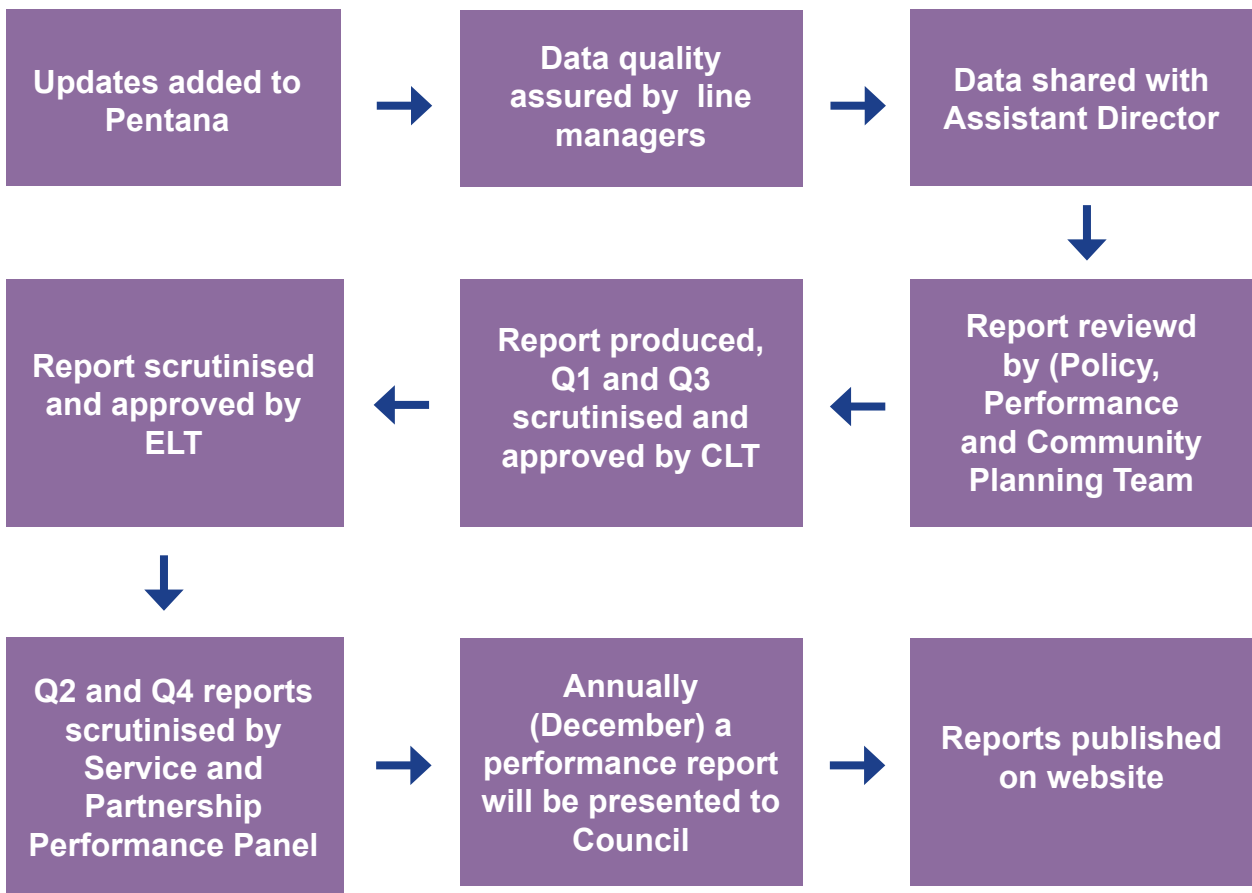 Updates added to
Pentana
Data quality
assured by line
managers
Data shared with
Assistant Director
Report reviewd
by (Policy,
Performance
and Community
Planning Team
Report produced,
Q1 and Q3
scrutinised and
approved by CLT
Report scrutinised
and approved by
ELT
Q2 and Q4 reports
scrutinised by
Service and
Partnership
Performance Panel
Annually
(December) a
performance report
will be presented to
Council
Reports published
on website